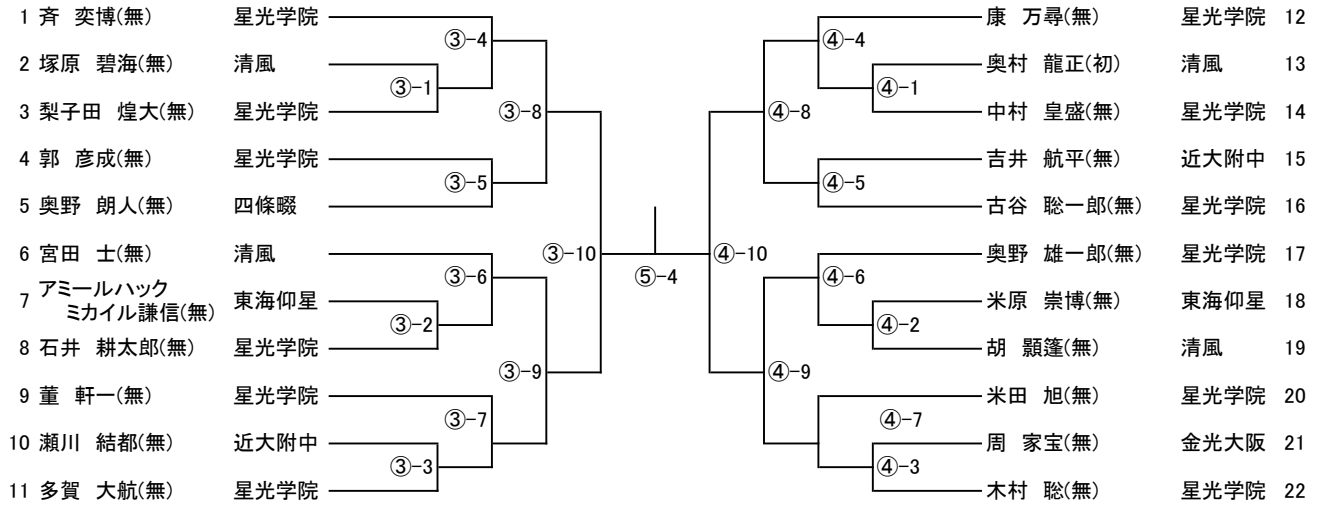 1 斉 奕博(無) 星光学院
2 塚原 碧海(無) 清風
3 梨子田 煌大(無) 星光学院
4 郭 彦成(無) 星光学院
5 奥野 朗人(無) 四條畷
6 宮田 士(無) 清風
7 アミールハック
ミカイル謙信(無) 東海仰星
8 石井 耕太郎(無) 星光学院
9 董 軒一(無) 星光学院
10 瀬川 結都(無) 近大附中
11 多賀 大航(無) 星光学院
③-4
③-1
③-8
③-5
③-10
③-6
③-2
③-9
③-7
③-3
⑤-4
④-4
④-1
④-8
④-5
④-10
④-6
④-2
④-9
④-7
④-3
康 万尋(無) 星光学院 12
奥村 龍正(初) 清風 13
中村 皇盛(無) 星光学院 14
吉井 航平(無) 近大附中 15
古谷 聡一郎(無) 星光学院 16
奥野 雄一郎(無) 星光学院 17
米原 崇博(無) 東海仰星 18
胡 顥篷(無) 清風 19
米田 旭(無) 星光学院 20
周 家宝(無) 金光大阪 21
木村 聡(無) 星光学院 22